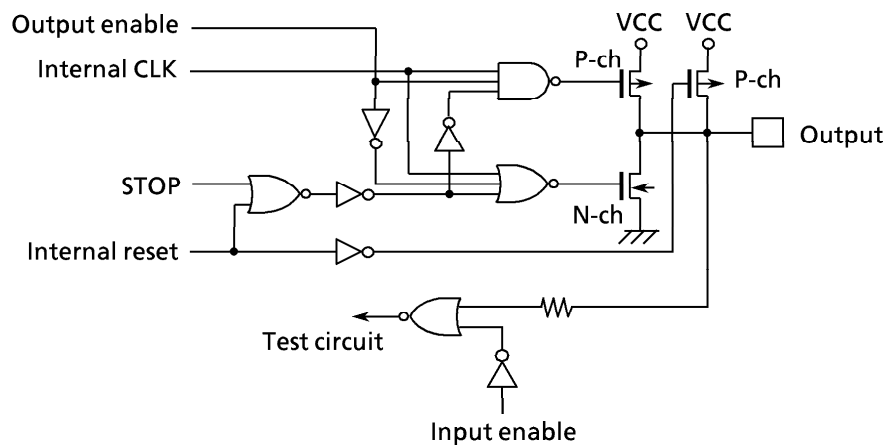 Output enable
VCC VCC
Internal CLK
P-ch
P-ch
Output
STOP
N-ch
Internal reset
Test circuit
Input enable